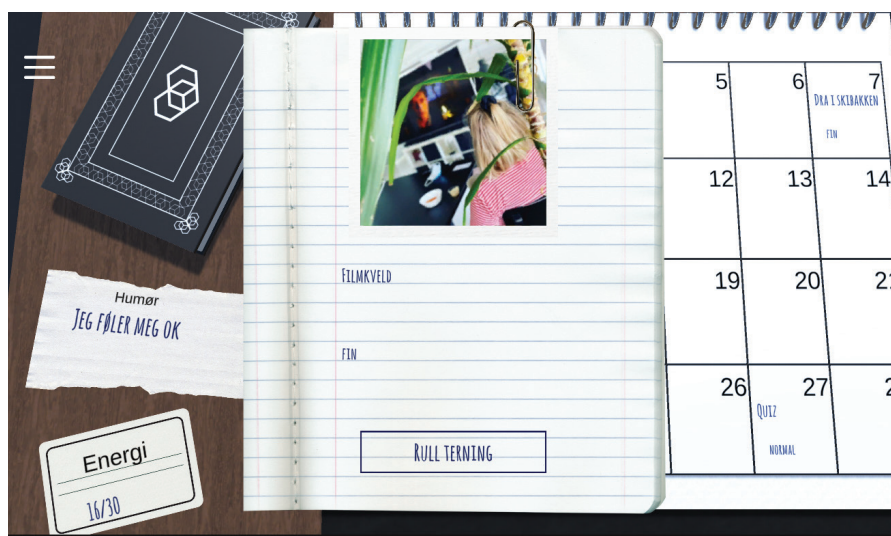 Humør
JEG FØLER MEG OK
Energi
16/30
FILMKVELD
FIN
RULL TERNING
5
6
7
DRA I SKIBAKKEN
FIN
12
13
14
19
20
26
27
QUIZ
NORMAL